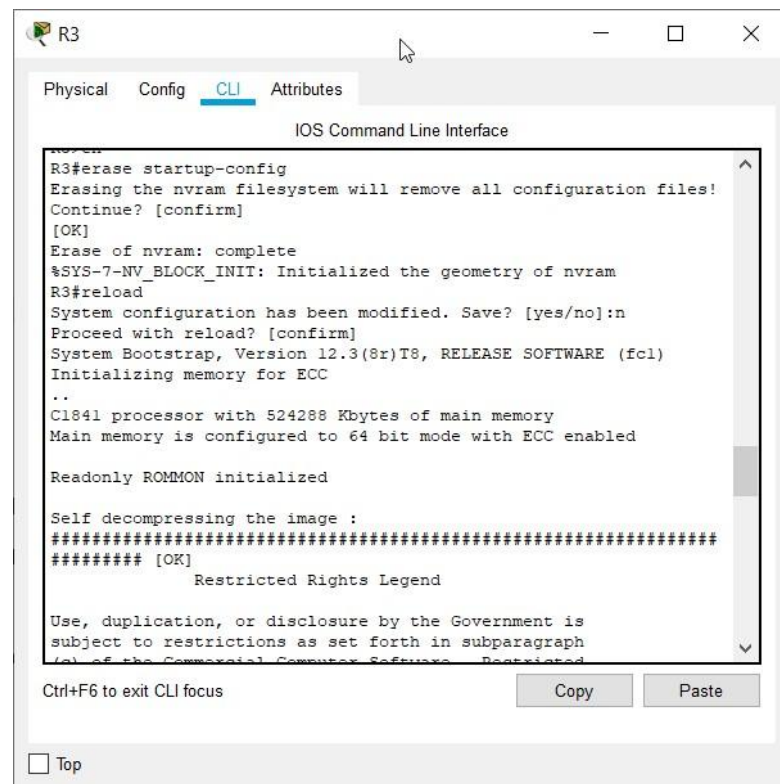 R3
Physical Config CLI Attributes
IOS Command Line Interface
R3#erase startup-config
Erasing the nvram filesystem will remove all configuration files!
Continue? [confirm]
[OK]
Erase of nvram: complete
%SYS-7-NV_BLOCK_INIT: Initialized the geometry of nvram
R3#reload
System configuration has been modified. Save? [yes/no]:n
Proceed with reload? [confirm]
System Bootstrap, Version 12.3(8r)T8, RELEASE SOFTWARE (fc1)
Initializing memory for ECC
..
C1841 processor with 524288 Kbytes of main memory
Main memory is configured to 64 bit mode with ECC enabled
Readonly ROMMON initialized
Self decompressing the image :
##################################################################
######### [OK]
Restricted Rights Legend
Use, duplication, or disclosure by the Government is
subject to restrictions as set forth in subparagraph
of the Commercial Computer Software Restricted
Ctrl+F6 to exit CLI focus
Copy Paste
Top